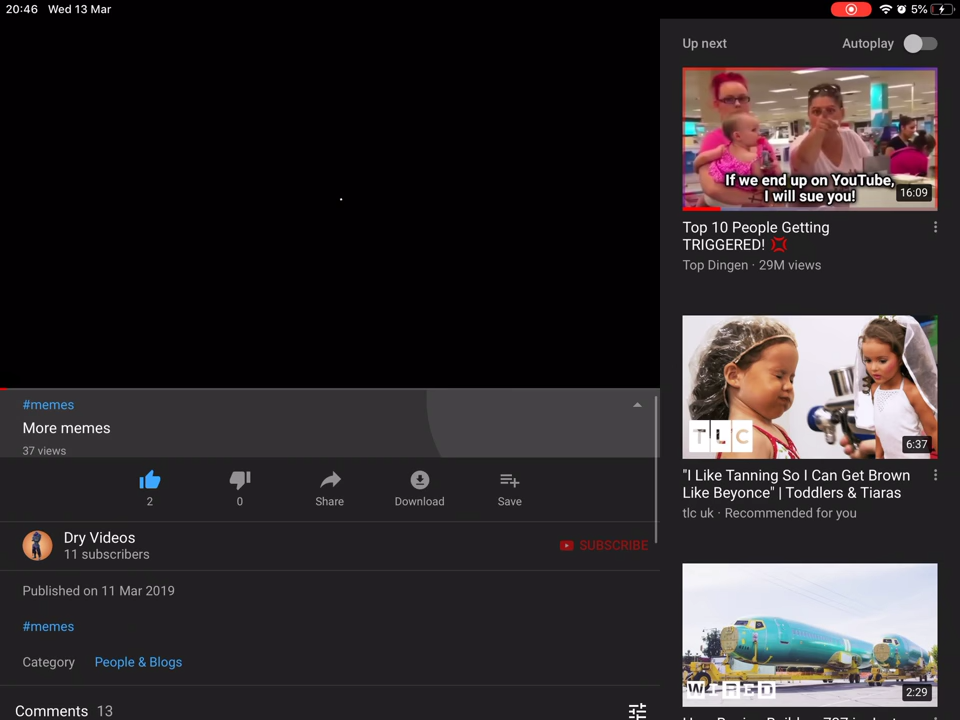 20:46 Wed 13 Mar
5%
#memes
More memes
37 views
2
0
Share
Download
Save
Dry Videos
11 subscribers
SUBSCRIBE
Published on 11 Mar 2019
#memes
Category People & Blogs
Comments 13
Up next
Autoplay
If we end up on YouTube,
I will sue you!
16:09
Top 10 People Getting
TRIGGERED! 💢
Top Dingen · 29M views
TLC
6:37
"I Like Tanning So I Can Get Brown
Like Beyonce" | Toddlers & Tiaras
tlc uk · Recommended for you
WIRED
2:29